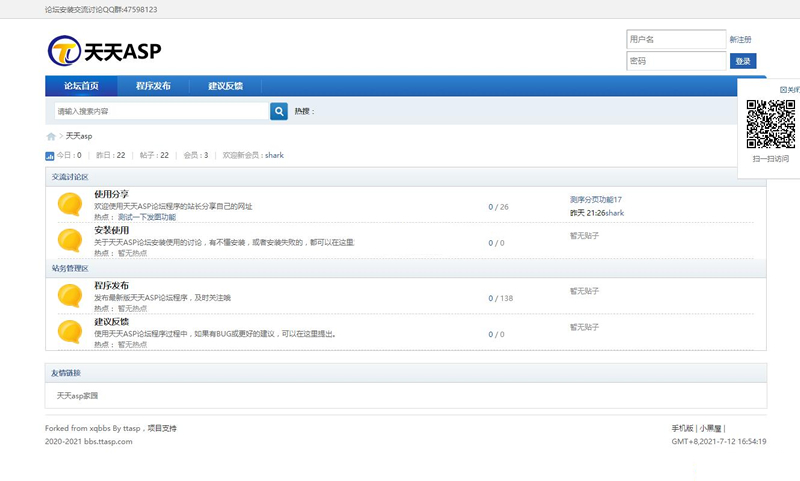 论坛安装交流讨论QQ群:47598123
天天ASP
用户名 新注册
密码 登录
论坛首页 程序发布 建议反馈
关闭
请输入搜索内容 热搜：
天天asp
扫一扫访问
今日：0 | 昨日：22 | 帖子：22 | 会员：3 | 欢迎新会员：shark
交流讨论区
使用分享
欢迎使用天天ASP论坛程序的站长分享自己的网址
热点：测试一下发图功能
0 / 26
测序分页功能17
昨天 21:26shark
安装使用
关于天天ASP论坛安装使用的讨论，有不懂安装，或者安装失败的，都可以在这里
热点：暂无热点
0 / 0
暂无贴子
站务管理区
程序发布
发布最新版天天ASP论坛程序，及时关注哦
热点：暂无热点
0 / 138
暂无贴子
建议反馈
使用天天ASP论坛程序过程中，如果有BUG或更好的建议，可以在这里提出。
热点：暂无热点
0 / 0
暂无贴子
友情链接
天天asp家园
Forked from xqbbs By ttasp，项目支持
手机版 | 小黑屋 |
2020-2021 bbs.ttasp.com
GMT+8,2021-7-12 16:54:19